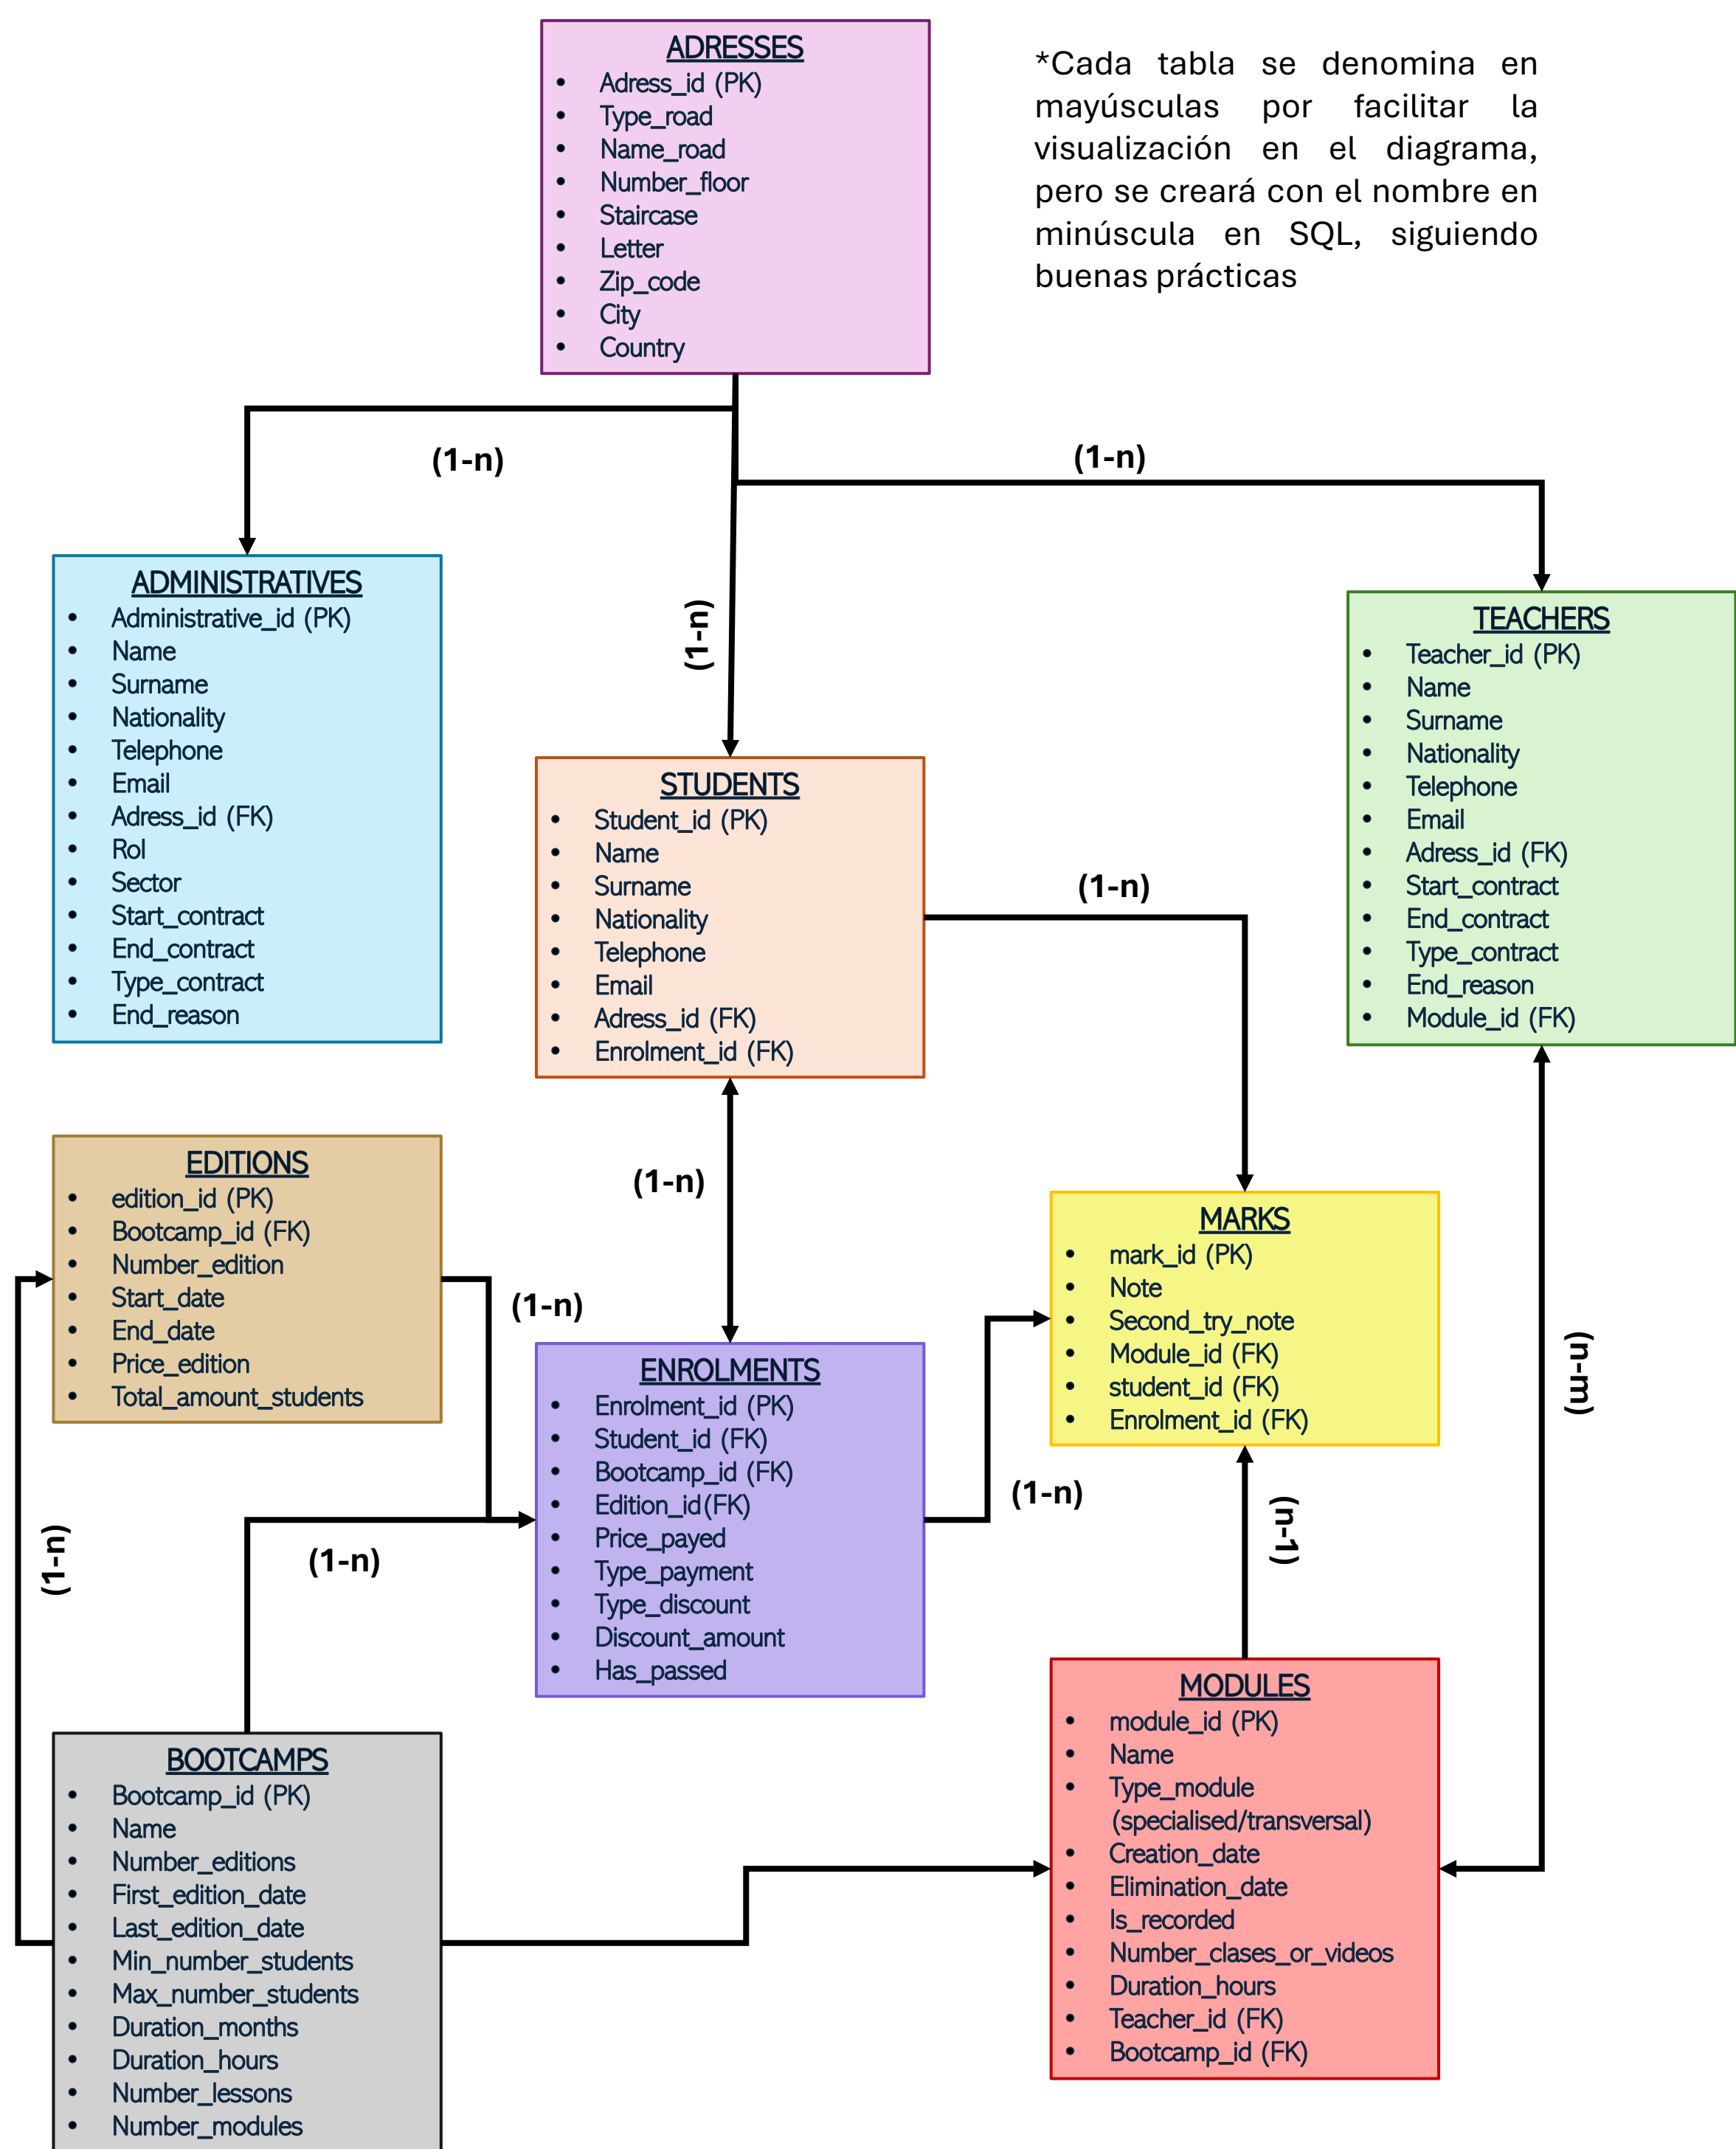 ADRESSES
• Adress_id (PK)
• Type_road
• Name_road
• Number_floor
• Staircase
• Letter
• Zip_code
• City
• Country
*Cada tabla se denomina en
mayúsculas por facilitar la
visualización en el diagrama,
pero se creará con el nombre en
minúscula en SQL, siguiendo
buenas prácticas
(1-n)
(1-n)
(1-n)
ADMINISTRATIVES
• Administrative_id (PK)
• Name
• Surname
• Nationality
• Telephone
• Email
• Adress_id (FK)
• Rol
• Sector
• Start_contract
• End_contract
• Type_contract
• End_reason
STUDENTS
• Student_id (PK)
• Name
• Surname
• Nationality
• Telephone
• Email
• Adress_id (FK)
• Enrolment_id (FK)
TEACHERS
• Teacher_id (PK)
• Name
• Surname
• Nationality
• Telephone
• Email
• Adress_id (FK)
• Start_contract
• End_contract
• Type_contract
• End_reason
• Module_id (FK)
(1-n)
(1-n)
EDITIONS
• edition_id (PK)
• Bootcamp_id (FK)
• Number_edition
• Start_date
• End_date
• Price_edition
• Total_amount_students
(1-n)
MARKS
• mark_id (PK)
• Note
• Second_try_note
• Module_id (FK)
• student_id (FK)
• Enrolment_id (FK)
(n-m)
ENROLMENTS
• Enrolment_id (PK)
• Student_id (FK)
• Bootcamp_id (FK)
• Edition_id(FK)
• Price_payed
• Type_payment
• Type_discount
• Discount_amount
• Has_passed
(1-n)
(1-n)
(1-n)
(n-1)
BOOTCAMPS
• Bootcamp_id (PK)
• Name
• Number_editions
• First_edition_date
• Last_edition_date
• Min_number_students
• Max_number_students
• Duration_months
• Duration_hours
• Number_lessons
• Number_modules
MODULES
• module_id (PK)
• Name
• Type_module
(specialised/transversal)
• Creation_date
• Elimination_date
• Is_recorded
• Number_clases_or_videos
• Duration_hours
• Teacher_id (FK)
• Bootcamp_id (FK)